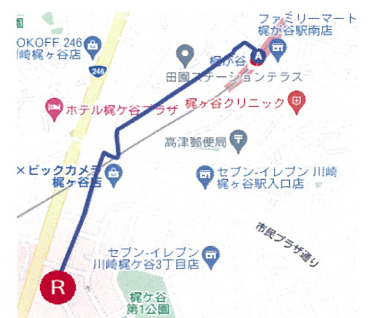 ファミリーマート
梶が谷駅南店
OKOFF 246
川崎梶ヶ谷店
梶が谷
A
田園ステーションテラス
246
ホテル梶ケ谷プラザ
梶ヶ谷クリニック
高津郵便局
×ビックカメラ
梶ヶ谷店
セブン-イレブン 川崎
梶ヶ谷駅入口店
市民プラザ通り
セブン-イレブン
川崎梶ケ谷3丁目店
R
梶ケ谷
第1公園